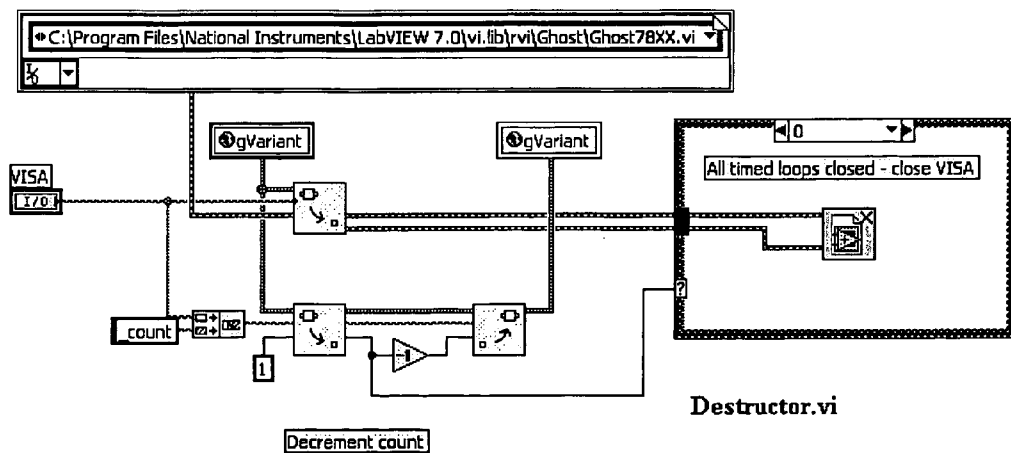 C:\Program Files\National Instruments\LabVIEW 7.0\vi.lib\rvi\Ghost\Ghost78XX.vi
I/O
gVariant
gVariant
0
All timed loops closed - close VISA
VISA
I/O
?
_count
-1
1
Destructor.vi
Decrement count